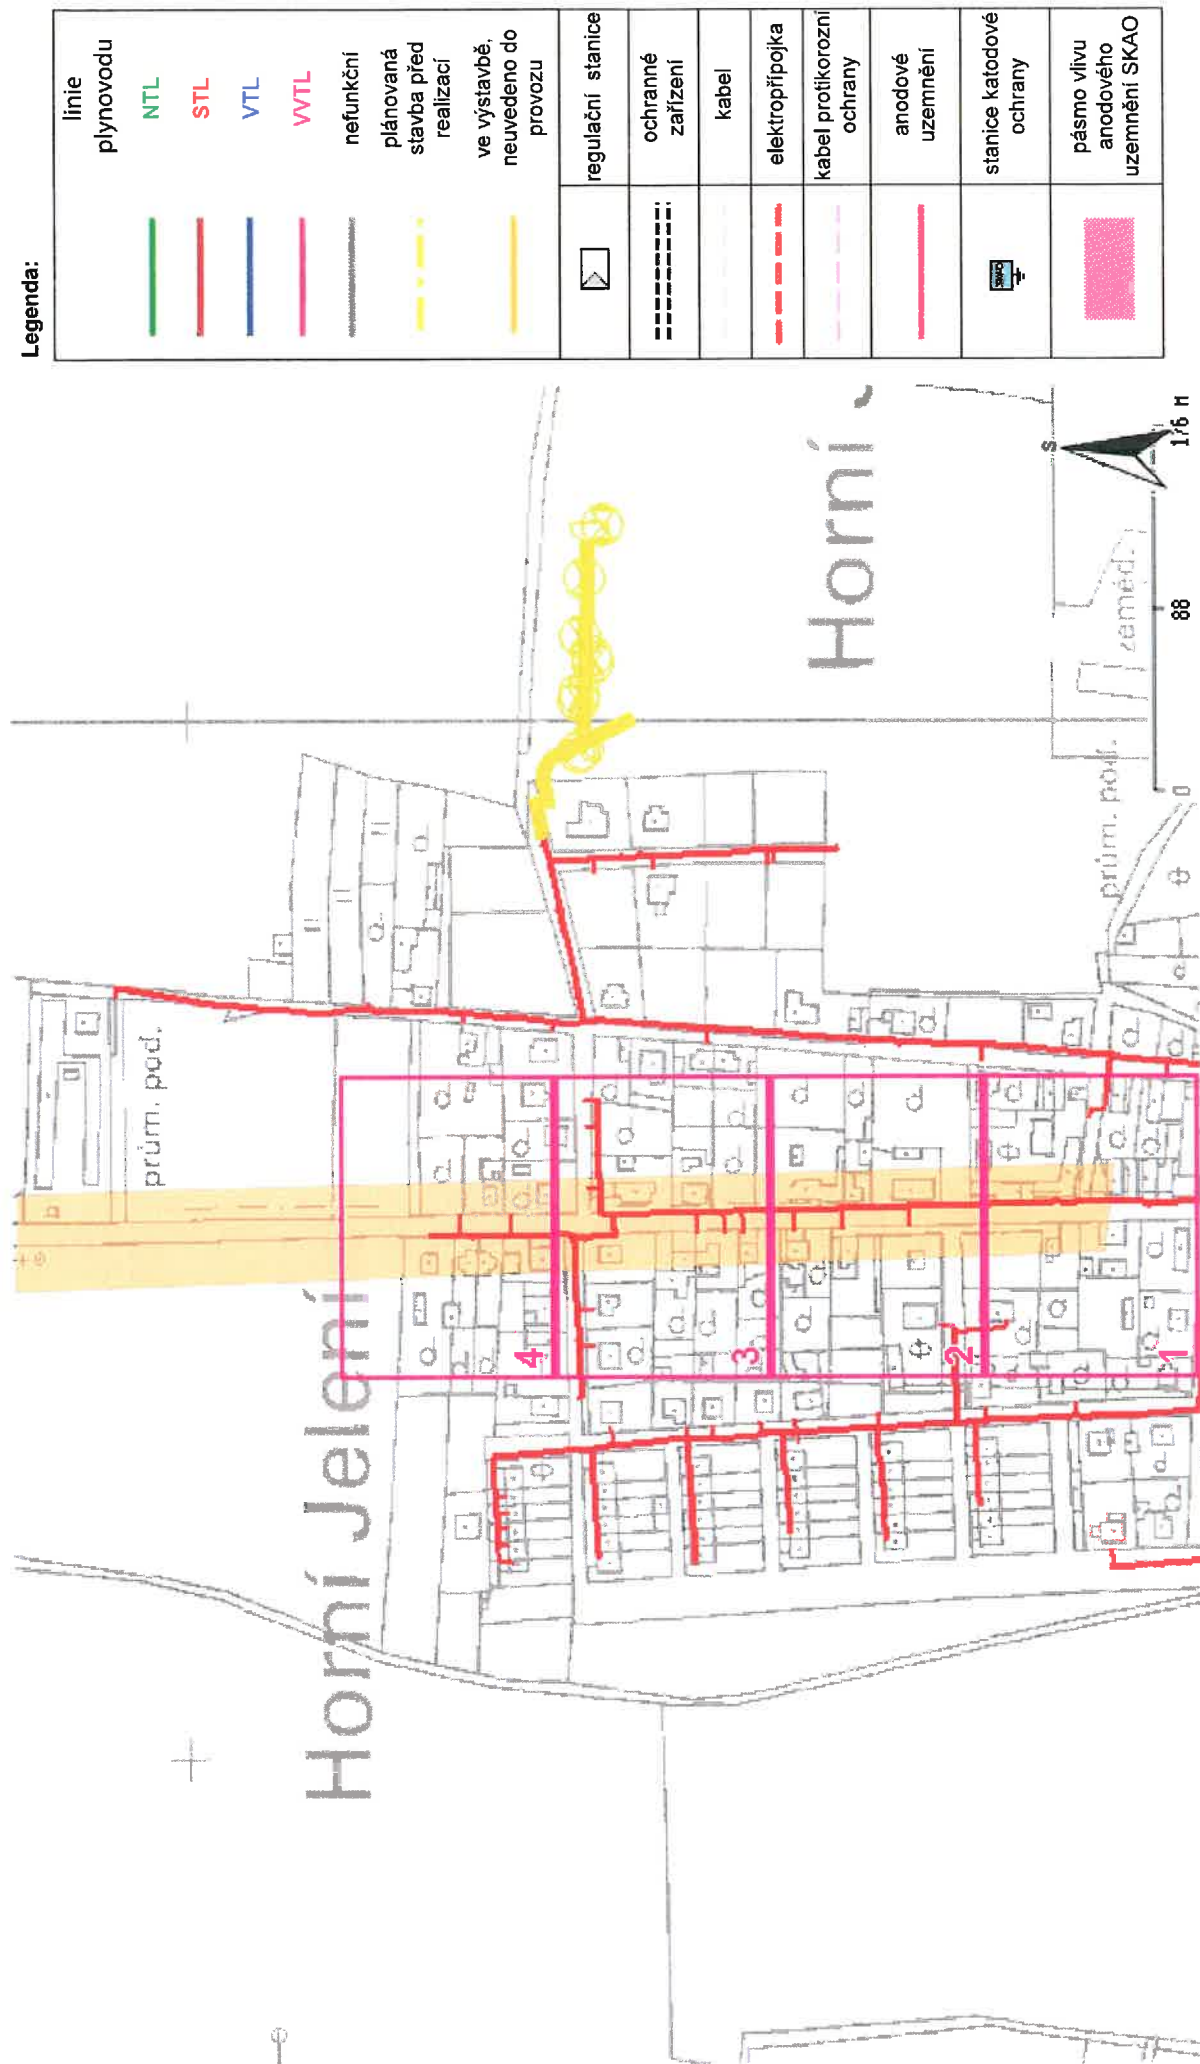 Legenda:
linie
plynovodu
NTL
STL
VTL
VVTL
nefunkční
plánovaná
stavba před
realizací
ve výstavbě,
neuvedeno do
provozu
regulační stanice
ochranné
zařízení
kabel
elektropřípojka
kabel protikorozní
ochrany
anodové
uzemnění
stanice katodové
ochrany
pásmo vlivu
anodového
uzemnění SKAO
Horní Jelení
Horní
prům. pod.
prům. pod.
zeměd.
4
3
2
1
S
0
88
176 M